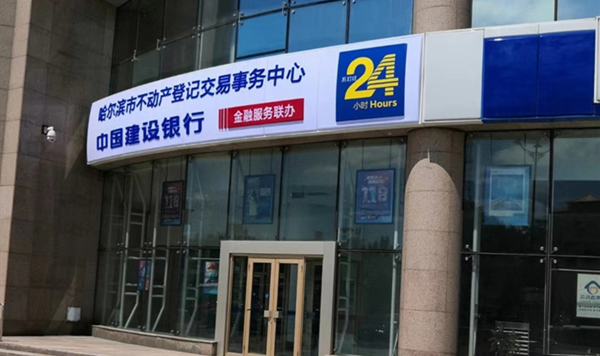 哈尔滨市不动产登记交易事务中心
中国建设银行
金融服务联办
24
小时 Hours